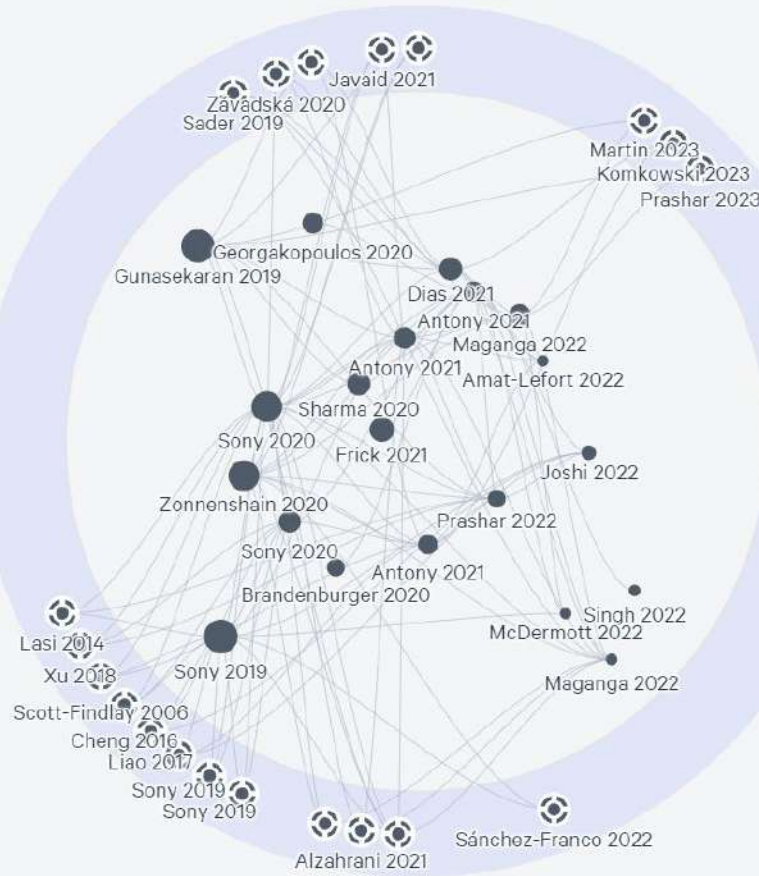 Javaid 2021
Závadská 2020
Sader 2019
Martin 2023
Komkowski 2023
Prashar 2023
Georgakopoulos 2020
Gunasekaran 2019
Dias 2021
Antony 2021
Maganga 2022
Antony 2021
Amat-Lefort 2022
Sharma 2020
Sony 2020
Frick 2021
Joshi 2022
Zonnenshain 2020
Prashar 2022
Sony 2020
Antony 2021
Brandenburger 2020
Singh 2022
McDermott 2022
Lasi 2014
Sony 2019
Xu 2018
Maganga 2022
Scott-Findlay 2006
Cheng 2016
Liao 2017
Sony 2019
Sony 2019
Sánchez-Franco 2022
Alzahrani 2021